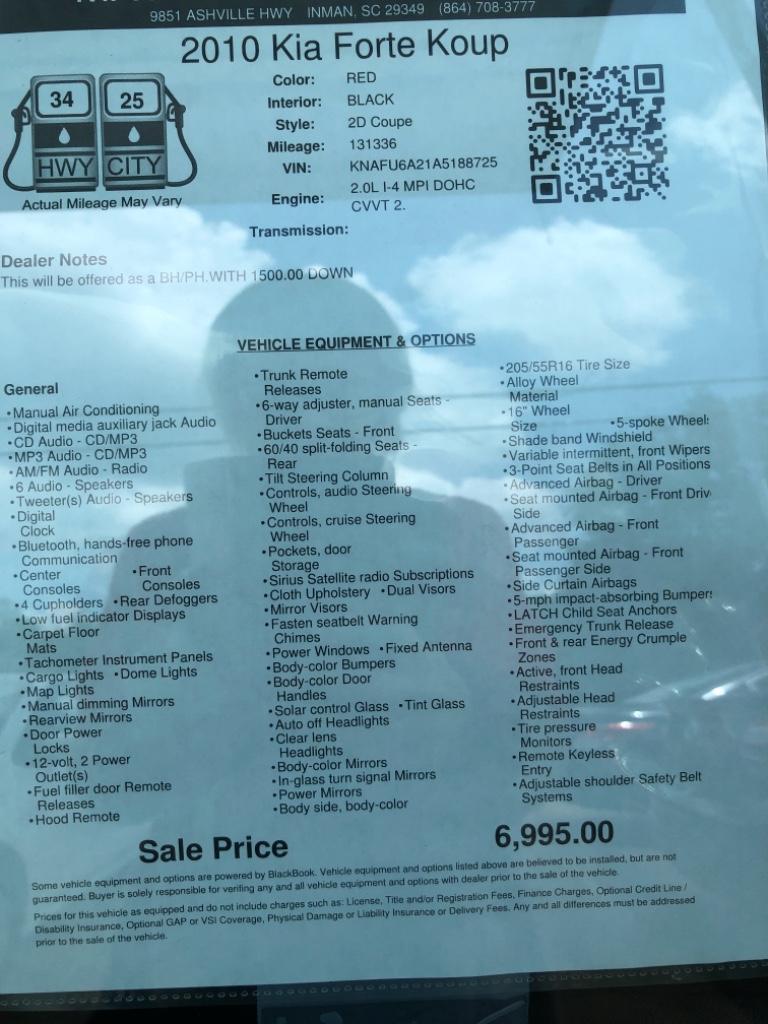 9851 ASHVILLE HWY INMAN, SC 29349 (864) 708-3777
2010 Kia Forte Koup
34 25
HWY CITY
Actual Mileage May Vary
Color: RED
Interior: BLACK
Style: 2D Coupe
Mileage: 131336
VIN: KNAFU6A21A5188725
Engine: 2.0L I-4 MPI DOHC
CVVT 2.
Transmission:
Dealer Notes
This will be offered as a BH/PH.WITH 1500.00 DOWN
VEHICLE EQUIPMENT & OPTIONS
General
•Manual Air Conditioning
•Digital media auxiliary jack Audio
•CD Audio - CD/MP3
•MP3 Audio - CD/MP3
•AM/FM Audio - Radio
•6 Audio - Speakers
•Tweeter(s) Audio - Speakers
•Digital
Clock
•Bluetooth, hands-free phone
Communication
•Center •Front
Consoles Consoles
•4 Cupholders •Rear Defoggers
•Low fuel indicator Displays
•Carpet Floor
Mats
•Tachometer Instrument Panels
•Cargo Lights •Dome Lights
•Map Lights
•Manual dimming Mirrors
•Rearview Mirrors
•Door Power
Locks
•12-volt, 2 Power
Outlet(s)
•Fuel filler door Remote
Releases
•Hood Remote
•Trunk Remote
Releases
•6-way adjuster, manual Seats -
Driver
•Buckets Seats - Front
•60/40 split-folding Seats -
Rear
•Tilt Steering Column
•Controls, audio Steering
Wheel
•Controls, cruise Steering
Wheel
•Pockets, door
Storage
•Sirius Satellite radio Subscriptions
•Cloth Upholstery •Dual Visors
•Mirror Visors
•Fasten seatbelt Warning
Chimes
•Power Windows •Fixed Antenna
•Body-color Bumpers
•Body-color Door
Handles
•Solar control Glass •Tint Glass
•Auto off Headlights
•Clear lens
Headlights
•Body-color Mirrors
•In-glass turn signal Mirrors
•Power Mirrors
•Body side, body-color
•205/55R16 Tire Size
•Alloy Wheel
Material
•16" Wheel
Size •5-spoke Wheels
•Shade band Windshield
•Variable intermittent, front Wipers
•3-Point Seat Belts in All Positions
•Advanced Airbag - Driver
•Seat mounted Airbag - Front Driv
Side
•Advanced Airbag - Front
Passenger
•Seat mounted Airbag - Front
Passenger Side
•Side Curtain Airbags
•5-mph impact-absorbing Bumpers
•LATCH Child Seat Anchors
•Emergency Trunk Release
•Front & rear Energy Crumple
Zones
•Active, front Head
Restraints
•Adjustable Head
Restraints
•Tire pressure
Monitors
•Remote Keyless
Entry
•Adjustable shoulder Safety Belt
Systems
Sale Price 6,995.00
Some vehicle equipment and options are powered by BlackBook. Vehicle equipment and options listed above are believed to be installed, but are not
guaranteed. Buyer is solely responsible for verifing any and all vehicle equipment and options with dealer prior to the sale of the vehicle.
Prices for this vehicle as equipped and do not include charges such as: License, Title and/or Registration Fees, Finance Charges, Optional Credit Line /
Disability Insurance, Optional GAP or VSI Coverage, Physical Damage or Liability Insurance or Delivery Fees. Any and all differences must be addressed
prior to the sale of the vehicle.